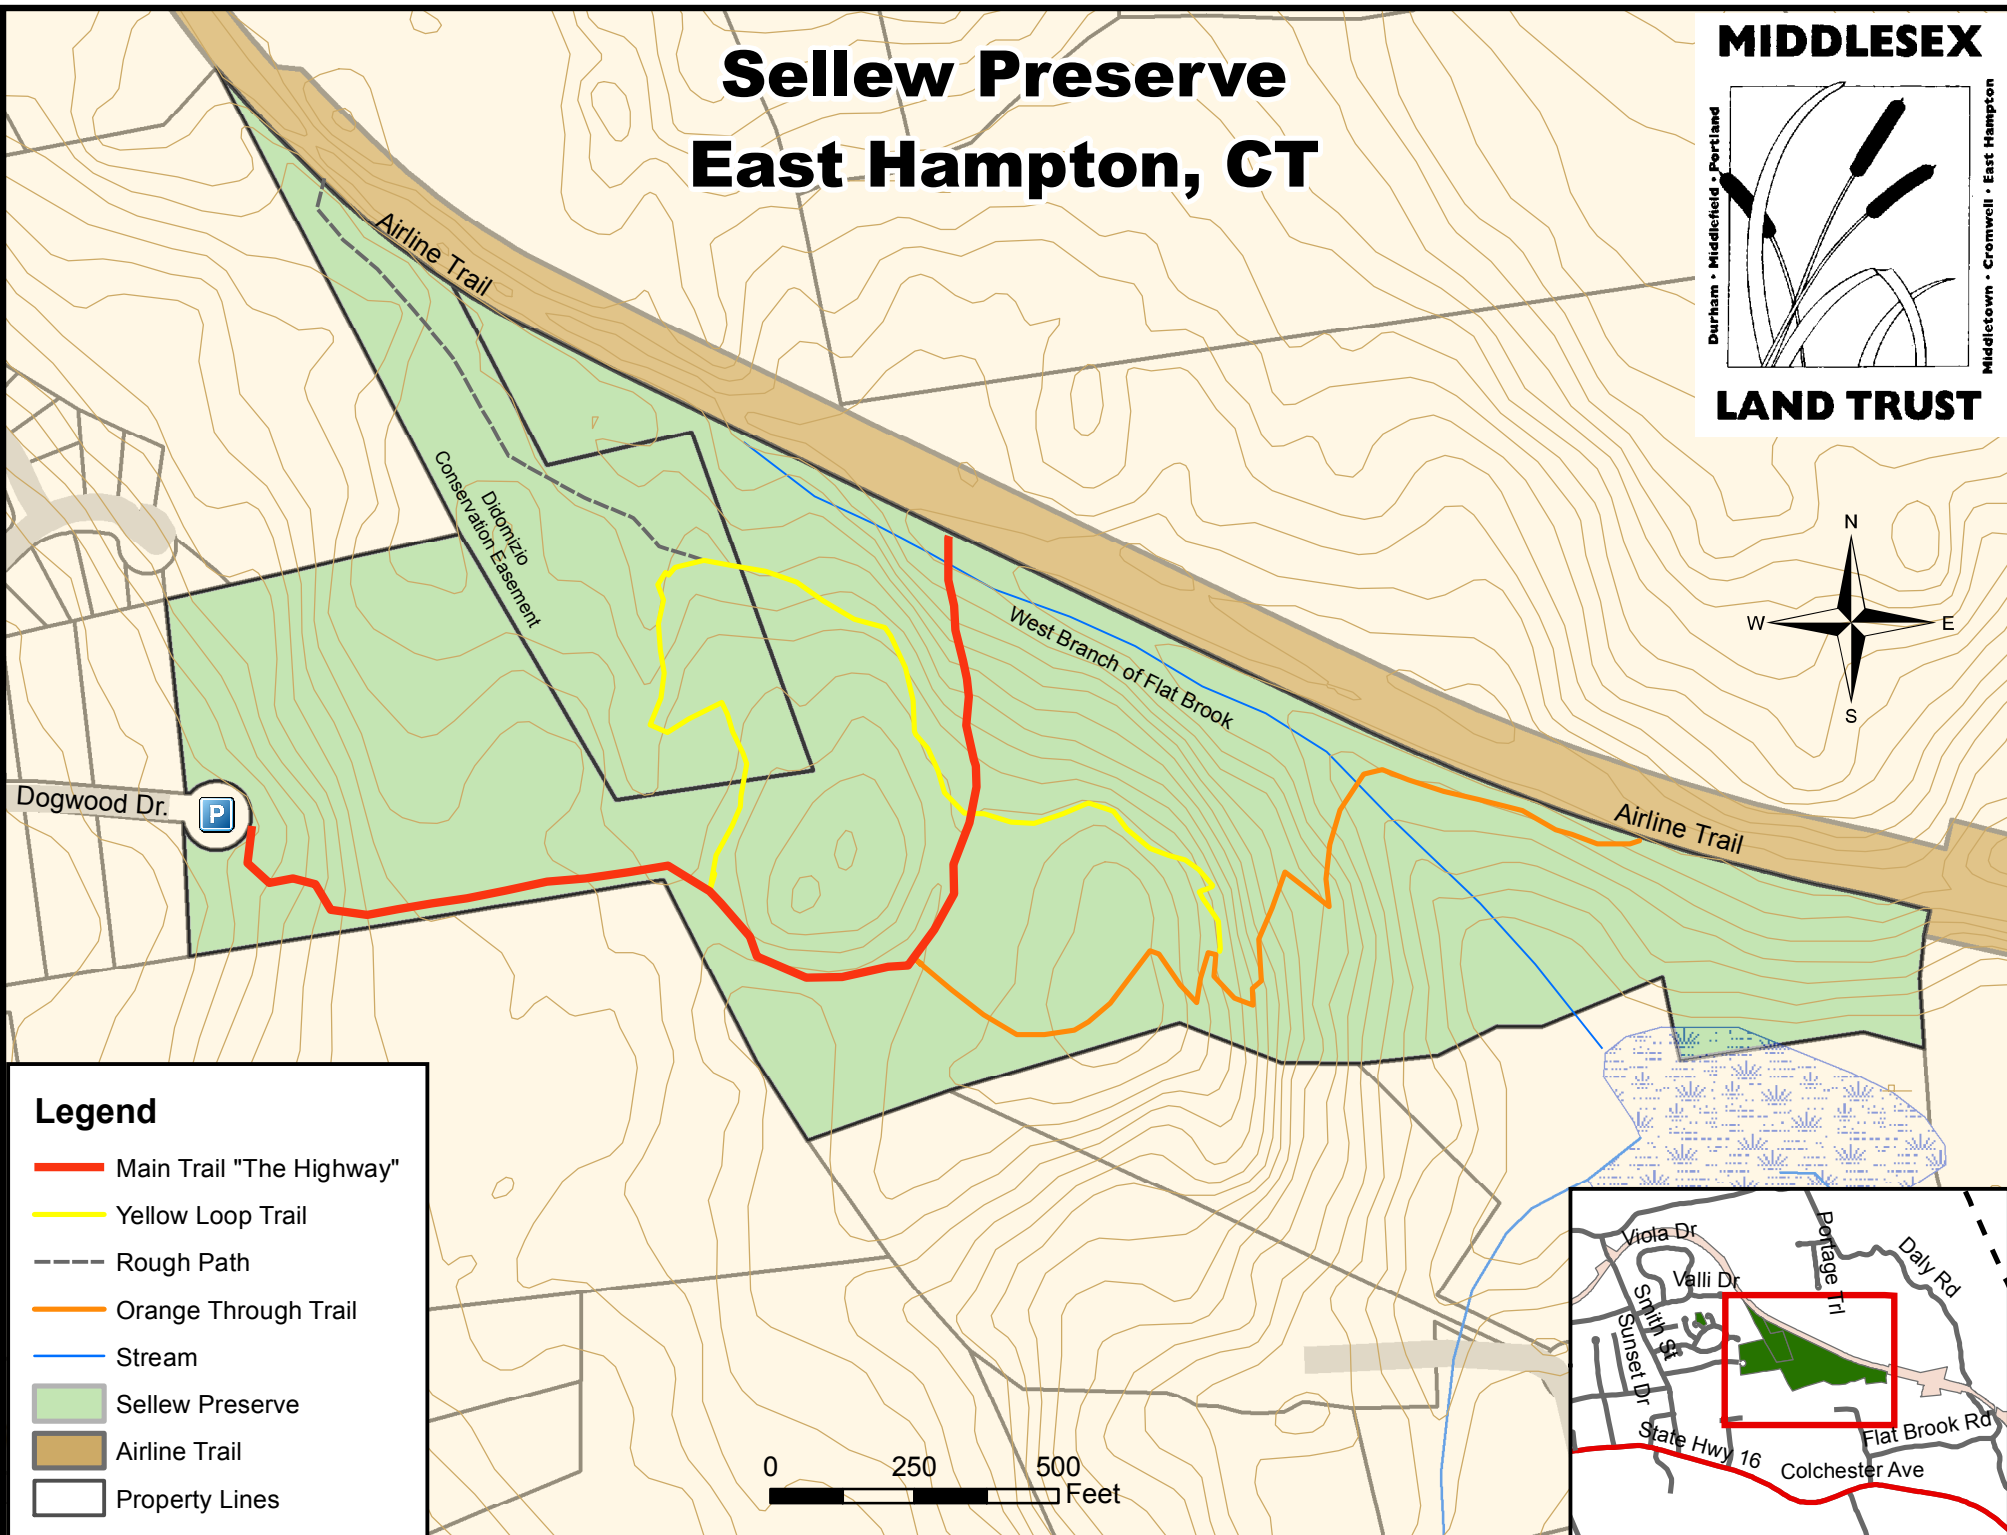 Sellew Preserve
East Hampton, CT
MIDDLESEX
Durham • Middlefield • Portland
Middletown • Cromwell • East Hampton
LAND TRUST
Airline Trail
Didomizio
Conservation Easement
West Branch of Flat Brook
N
W
E
S
Dogwood Dr.
P
Airline Trail
Legend
Main Trail "The Highway"
Yellow Loop Trail
Rough Path
Orange Through Trail
Stream
Sellew Preserve
Airline Trail
Property Lines
0
250
500
Feet
Viola Dr
Portage Trl
Daly Rd
Valli Dr
Smith St
Sunset Dr
State Hwy 16
Flat Brook Rd
Colchester Ave